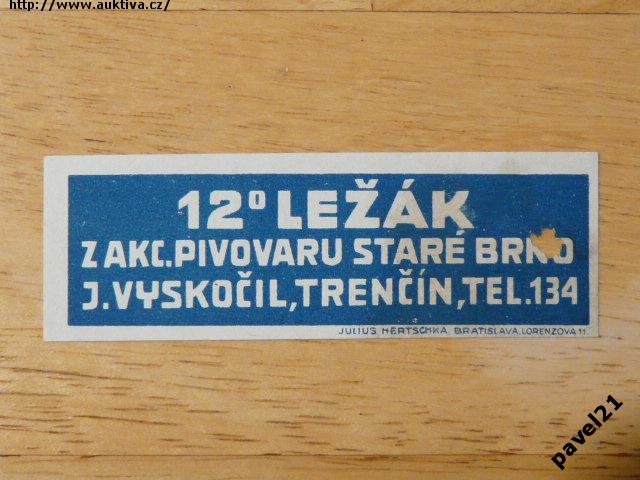 http://www.auktiva.cz/
12° LEŽÁK
Z AKC. PIVOVARU STARÉ BRNO
J. VYSKOČIL, TRENČÍN, TEL. 134
JULIUS HERTSCHKA, BRATISLAVA, LORENZOVA 11.
pavel21